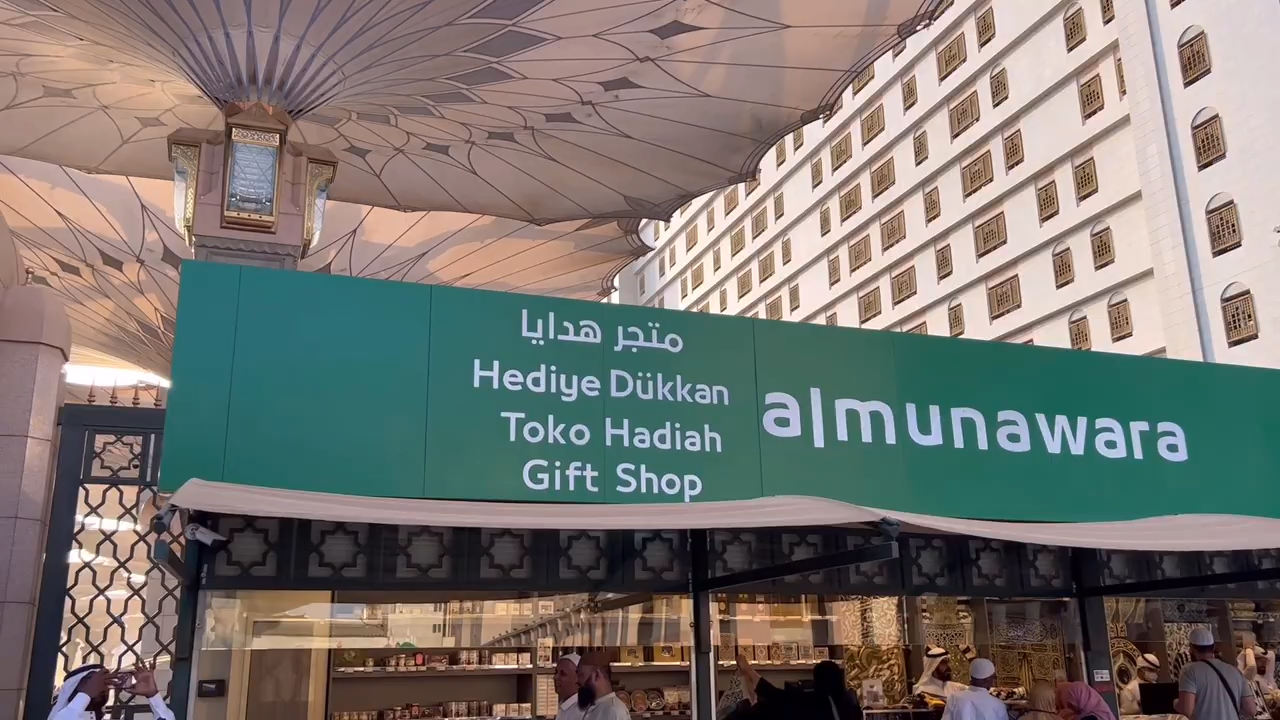 متجر هدايا
Hediye Dükkan
Toko Hadiah
Gift Shop
almunawara